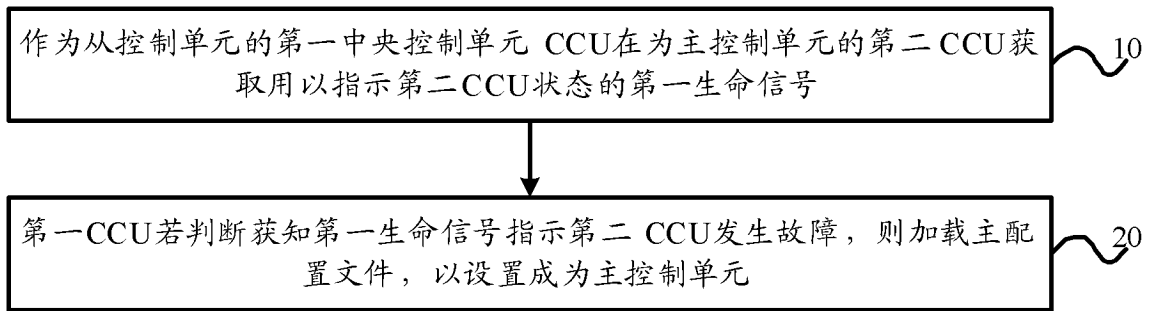 作为从控制单元的第一中央控制单元 CCU在为主控制单元的第二 CCU获
取用以指示第二CCU状态的第一生命信号
10
第一CCU若判断获知第一生命信号指示第二 CCU发生故障，则加载主配
置文件，以设置成为主控制单元
20